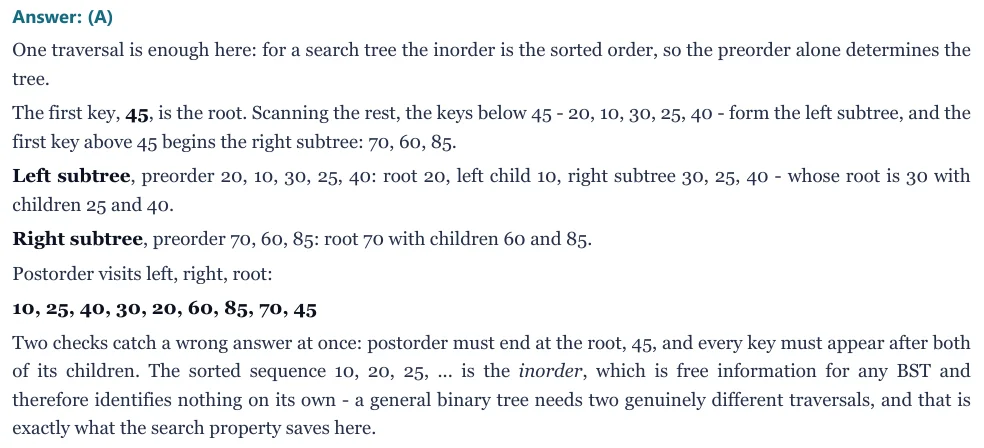 Answer: (A)
One traversal is enough here: for a search tree the inorder is the sorted order, so the preorder alone determines the
tree.
The first key, 45, is the root. Scanning the rest, the keys below 45 - 20, 10, 30, 25, 40 - form the left subtree, and the
first key above 45 begins the right subtree: 70, 60, 85.
Left subtree, preorder 20, 10, 30, 25, 40: root 20, left child 10, right subtree 30, 25, 40 - whose root is 30 with
children 25 and 40.
Right subtree, preorder 70, 60, 85: root 70 with children 60 and 85.
Postorder visits left, right, root:
10, 25, 40, 30, 20, 60, 85, 70, 45
Two checks catch a wrong answer at once: postorder must end at the root, 45, and every key must appear after both
of its children. The sorted sequence 10, 20, 25, ... is the inorder, which is free information for any BST and
therefore identifies nothing on its own - a general binary tree needs two genuinely different traversals, and that is
exactly what the search property saves here.